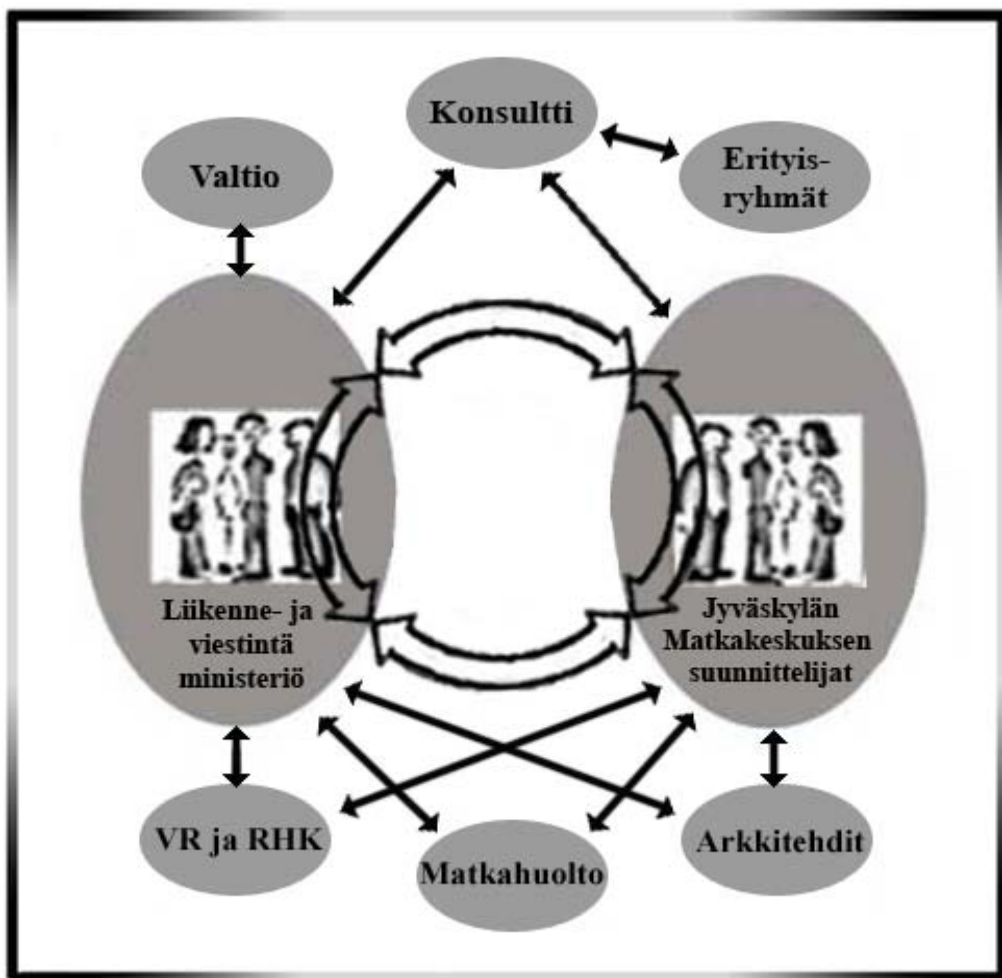 Konsultti
Valtio
Erityis-
ryhmät
Liikenne- ja
viestintä
ministeriö
Jyväskylän
Matkakeskuksen
suunnittelijat
VR ja RHK
Matkahuolto
Arkkitehdit